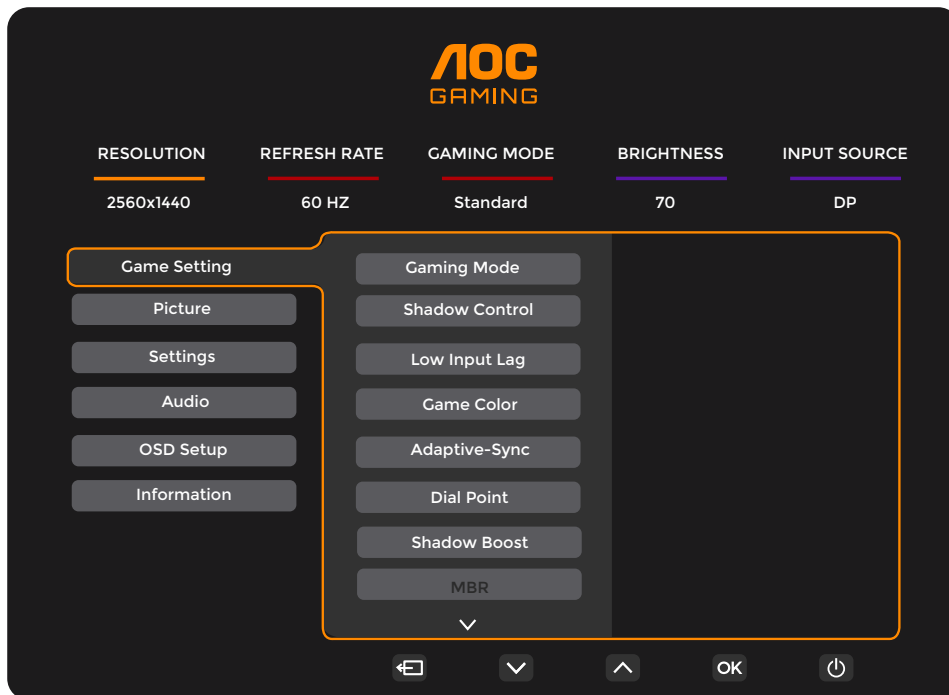 AOC
GAMING
RESOLUTION REFRESH RATE GAMING MODE BRIGHTNESS INPUT SOURCE
2560x1440 60 HZ Standard 70 DP
Game Setting
Picture
Settings
Audio
OSD Setup
Information
Gaming Mode
Shadow Control
Low Input Lag
Game Color
Adaptive-Sync
Dial Point
Shadow Boost
MBR
OK